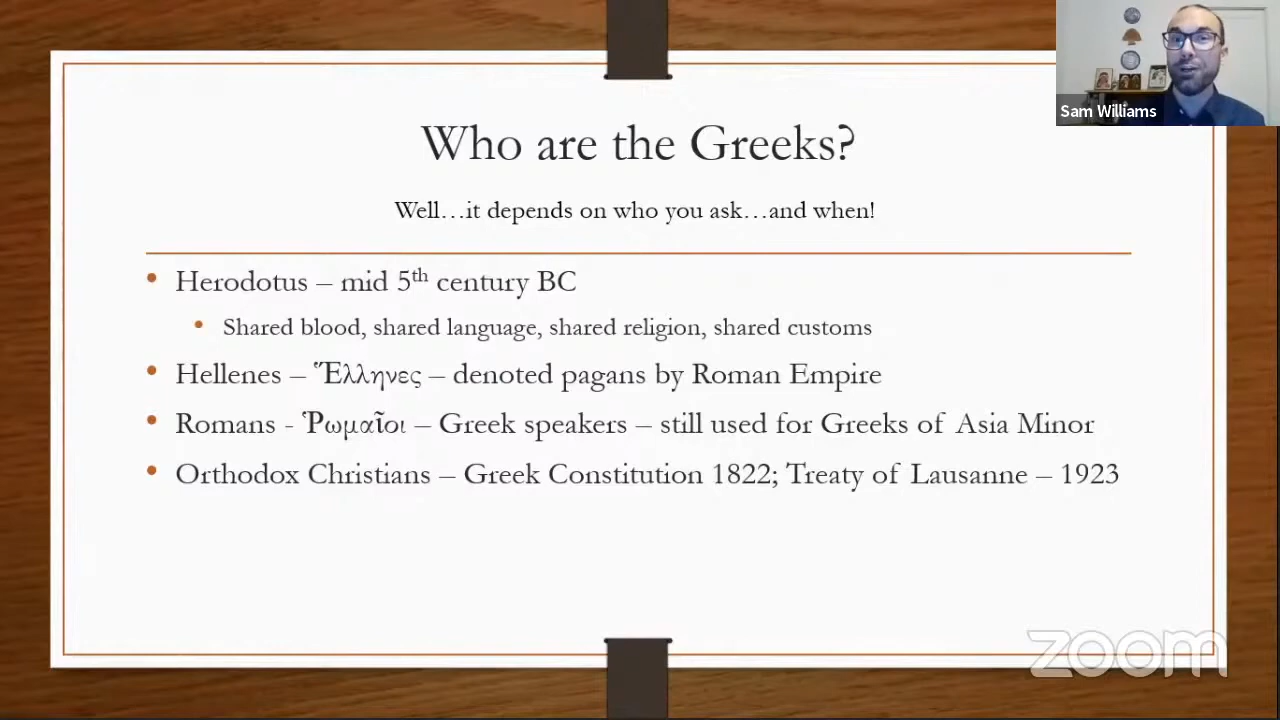 Sam Williams
Who are the Greeks?
Well…it depends on who you ask…and when!
• Herodotus – mid 5th century BC
• Shared blood, shared language, shared religion, shared customs
• Hellenes – Ἕλληνες – denoted pagans by Roman Empire
• Romans - Ῥωμαῖοι – Greek speakers – still used for Greeks of Asia Minor
• Orthodox Christians – Greek Constitution 1822; Treaty of Lausanne – 1923
zoom